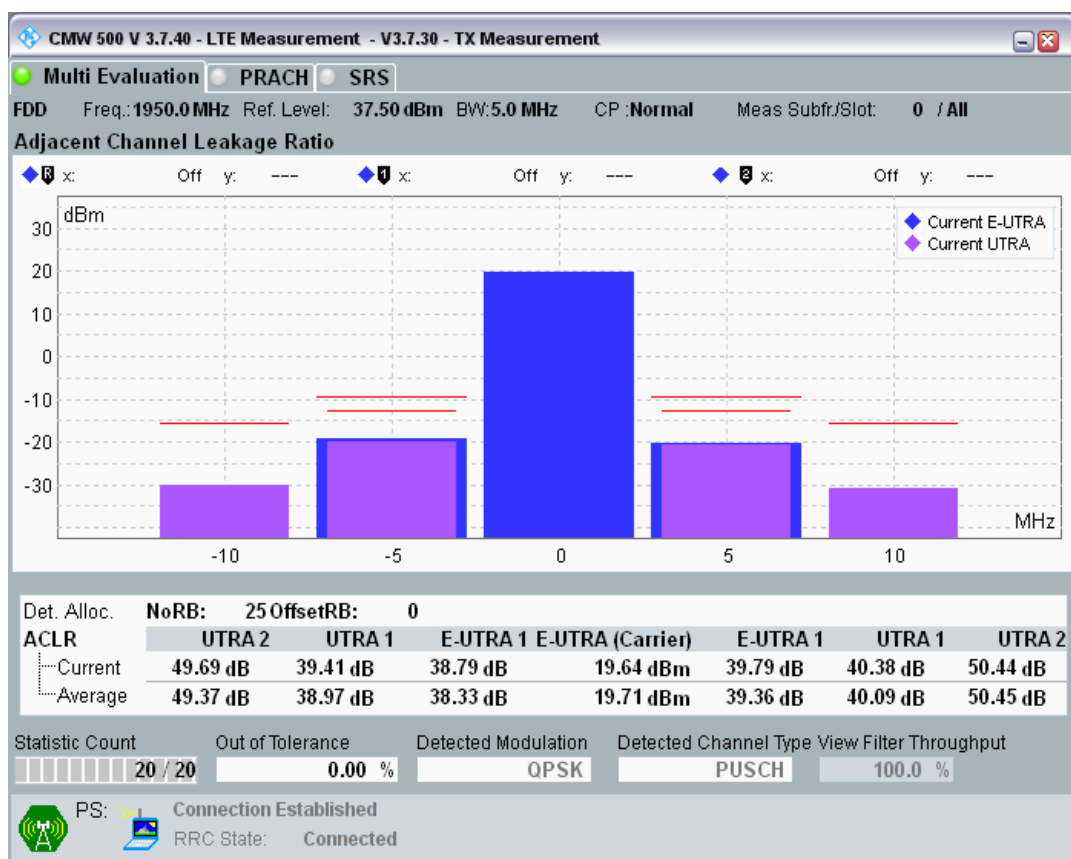 CMW 500 V 3.7.40 - LTE Measurement - V3.7.30 - TX Measurement
Multi Evaluation PRACH SRS
FDD Freq.: 1950.0 MHz Ref. Level: 37.50 dBm BW: 5.0 MHz CP : Normal Meas Subfr./Slot: 0 / All
Adjacent Channel Leakage Ratio
R x: Off y: --- 1 x: Off y: --- 2 x: Off y: ---
dBm
Current E-UTRA
Current UTRA
30
20
10
0
-10
-20
-30
MHz
-10 -5 0 5 10
Det. Alloc. NoRB: 25 OffsetRB: 0
ACLR UTRA 2 UTRA 1 E-UTRA 1 E-UTRA (Carrier) E-UTRA 1 UTRA 1 UTRA 2
Current 49.69 dB 39.41 dB 38.79 dB 19.64 dBm 39.79 dB 40.38 dB 50.44 dB
Average 49.37 dB 38.97 dB 38.33 dB 19.71 dBm 39.36 dB 40.09 dB 50.45 dB
Statistic Count Out of Tolerance Detected Modulation Detected Channel Type View Filter Throughput
20 / 20 0.00 % QPSK PUSCH 100.0 %
PS: Connection Established
RRC State: Connected